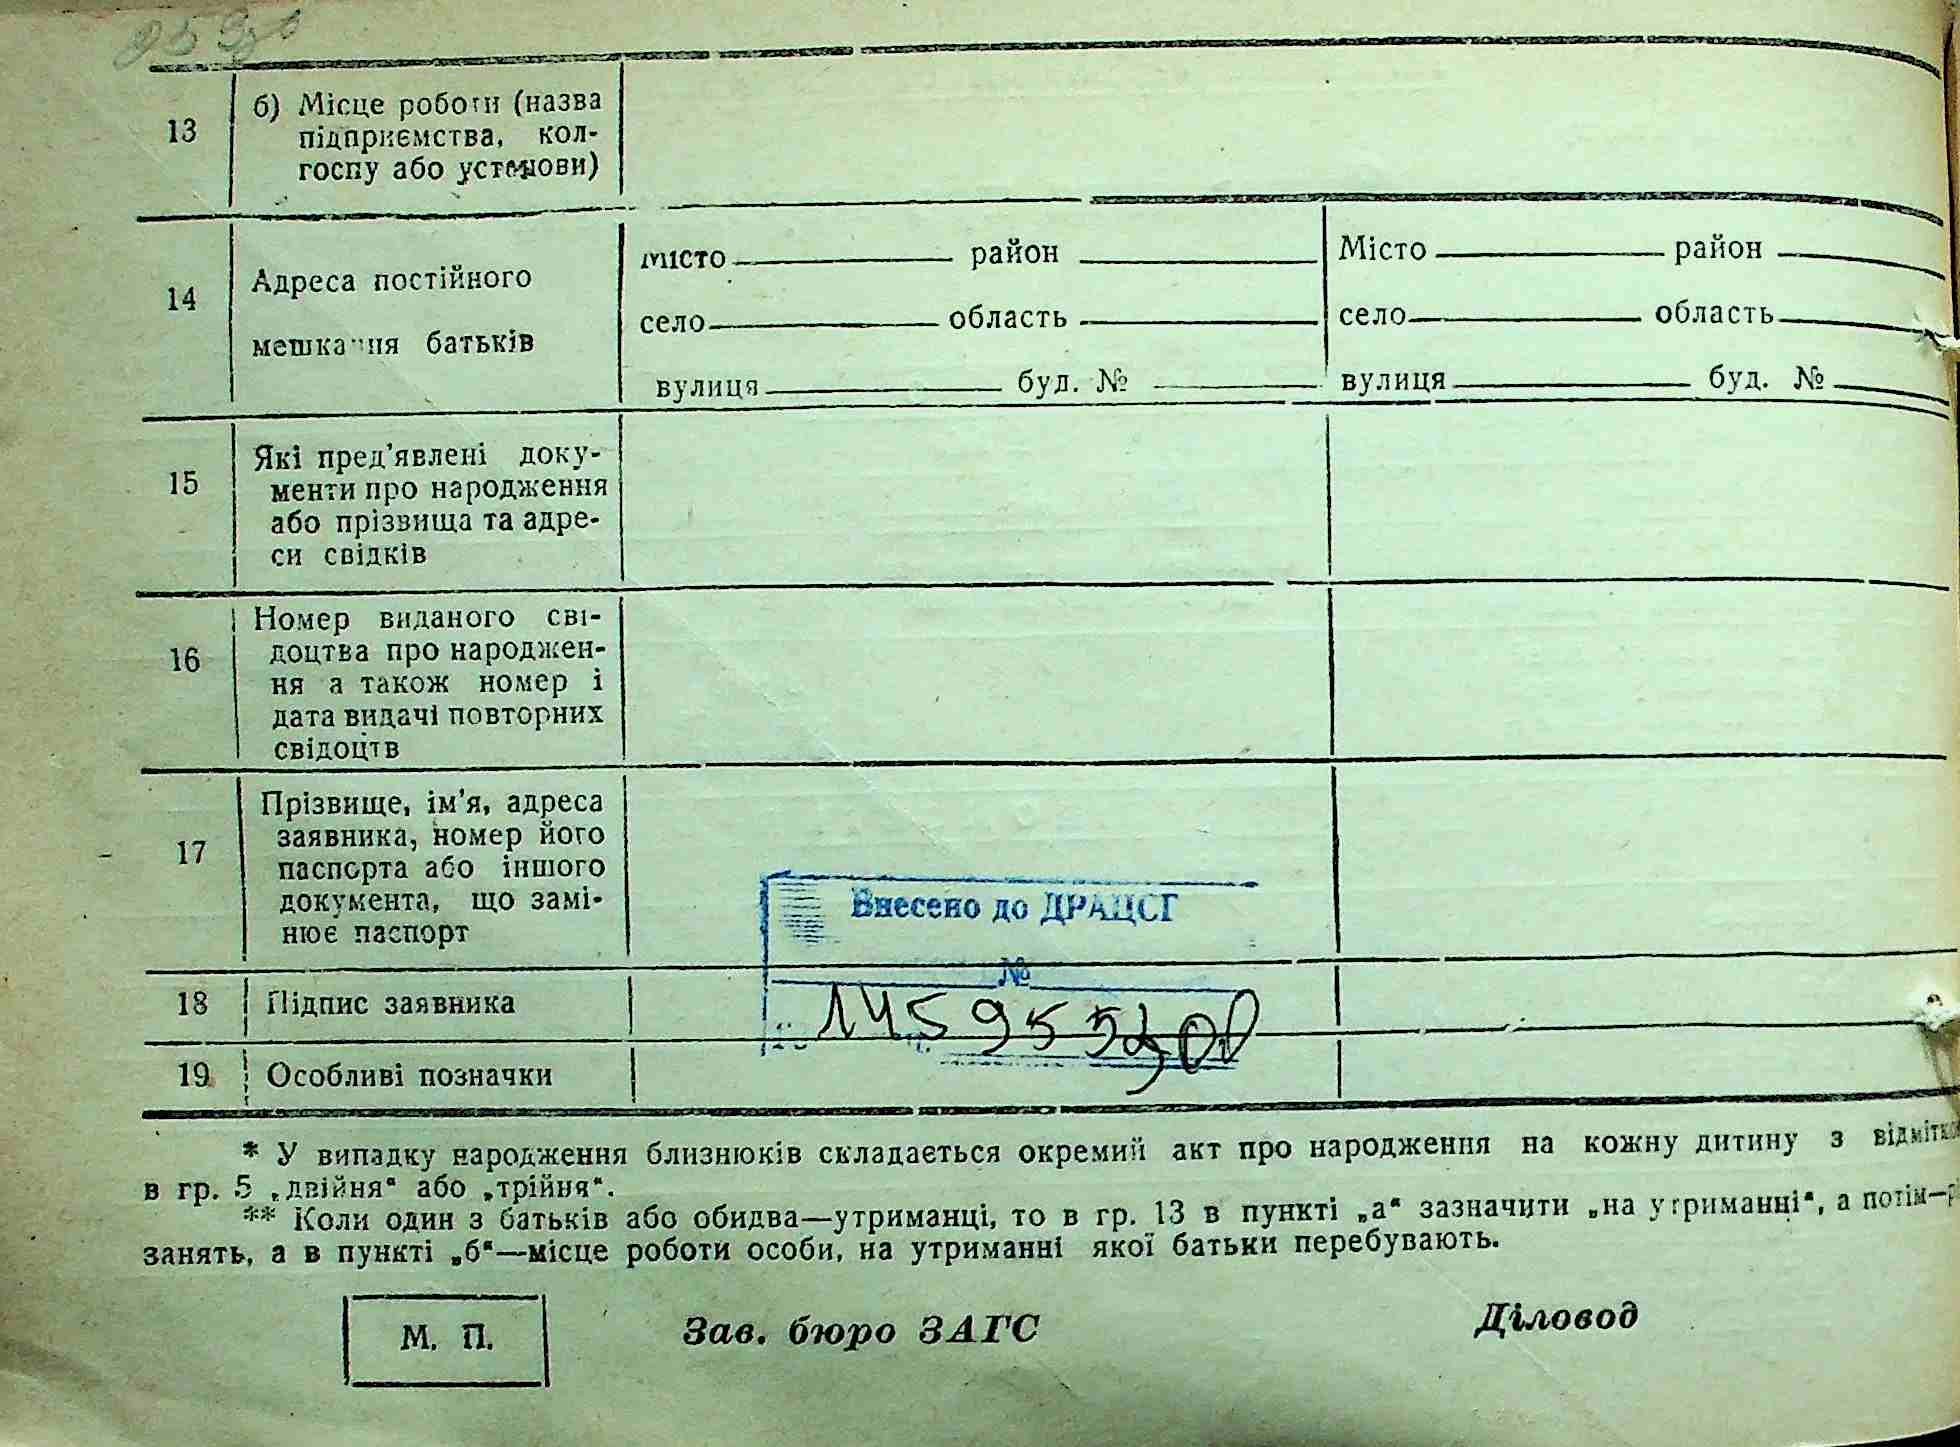 13
б) Місце роботи (назва
підприємства, кол-
госпу або установи)
14
Адреса постійного
мешкання батьків
місто район
село область
вулиця буд. №
Місто район
село область
вулиця буд. №
15
Які пред'явлені доку-
менти про народження
або прізвища та адре-
си свідків
16
Номер виданого сві-
доцтва про народжен-
ня а також номер і
дата видачі повторних
свідоцтв
17
Прізвище, ім'я, адреса
заявника, номер його
паспорта або іншого
документа, що замі-
нює паспорт
Внесено до ДРАЦСГ
№
18
Підпис заявника
19
Особливі позначки
* У випадку народження близнюків складається окремий акт про народження на кожну дитину з
в гр. 5 „двійня“ або „трійня“.
** Коли один з батьків або обидва—утриманці, то в гр. 13 в пункті „а“ зазначити „на утриманні“, а потім—
занять, а в пункті „б“—місце роботи особи, на утриманні якої батьки перебувають.
М. П.
Зав. бюро ЗАГС
Діловод